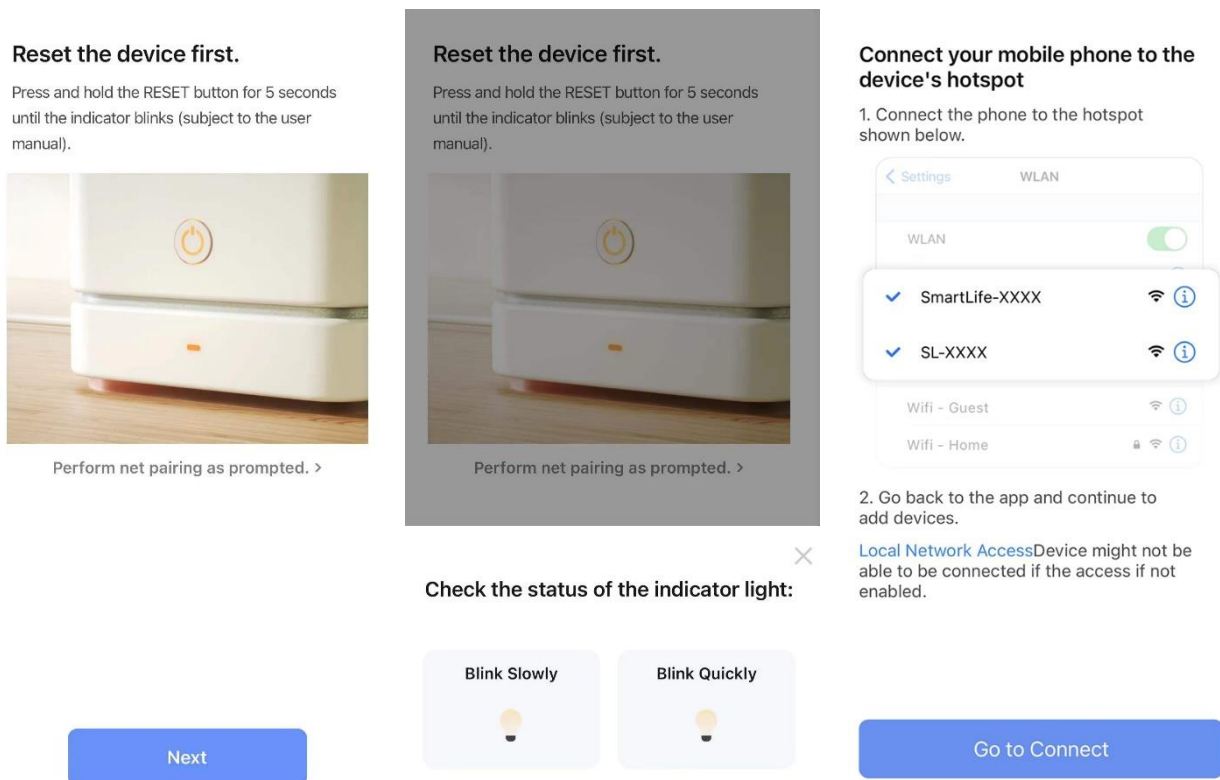 Reset the device first.
Press and hold the RESET button for 5 seconds
until the indicator blinks (subject to the user
manual).
Perform net pairing as prompted. >
Next
Reset the device first.
Press and hold the RESET button for 5 seconds
until the indicator blinks (subject to the user
manual).
Perform net pairing as prompted. >
Check the status of the indicator light:
Blink Slowly
Blink Quickly
Connect your mobile phone to the
device's hotspot
1. Connect the phone to the hotspot
shown below.
Settings WLAN
WLAN
SmartLife-XXXX
SL-XXXX
Wifi - Guest
Wifi - Home
2. Go back to the app and continue to
add devices.
Local Network AccessDevice might not be
able to be connected if the access if not
enabled.
Go to Connect